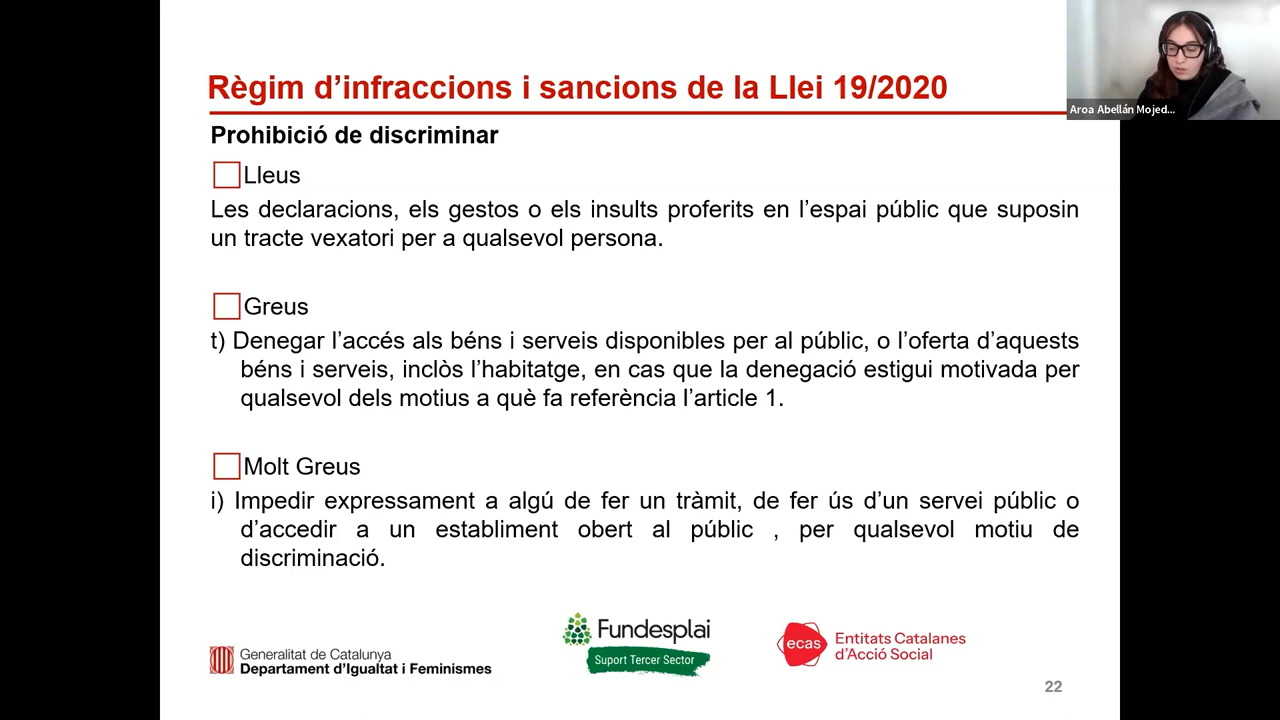 Règim d’infraccions i sancions de la Llei 19/2020
Aroa Abellán Mojed...
Prohibició de discriminar
Lleus
Les declaracions, els gestos o els insults proferits en l’espai públic que suposin
un tracte vexatori per a qualsevol persona.
Greus
t) Denegar l’accés als béns i serveis disponibles per al públic, o l’oferta d’aquests
béns i serveis, inclòs l’habitatge, en cas que la denegació estigui motivada per
qualsevol dels motius a què fa referència l’article 1.
Molt Greus
i) Impedir expressament a algú de fer un tràmit, de fer ús d’un servei públic o
d’accedir a un establiment obert al públic , per qualsevol motiu de
discriminació.
Generalitat de Catalunya
Departament d’Igualtat i Feminismes
Fundesplai
Suport Tercer Sector
ecas
Entitats Catalanes
d’Acció Social
22